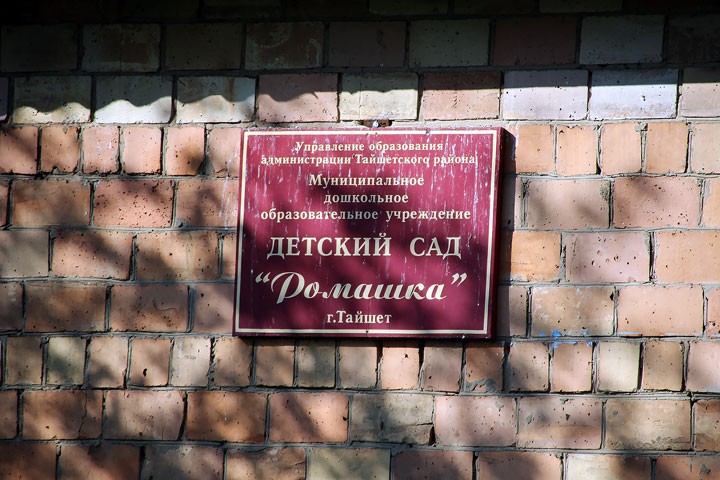 Управление образования
администрации Тайшетского района
Муниципальное
дошкольное
образовательное учреждение
ДЕТСКИЙ САД
“Ромашка”
г.Тайшет